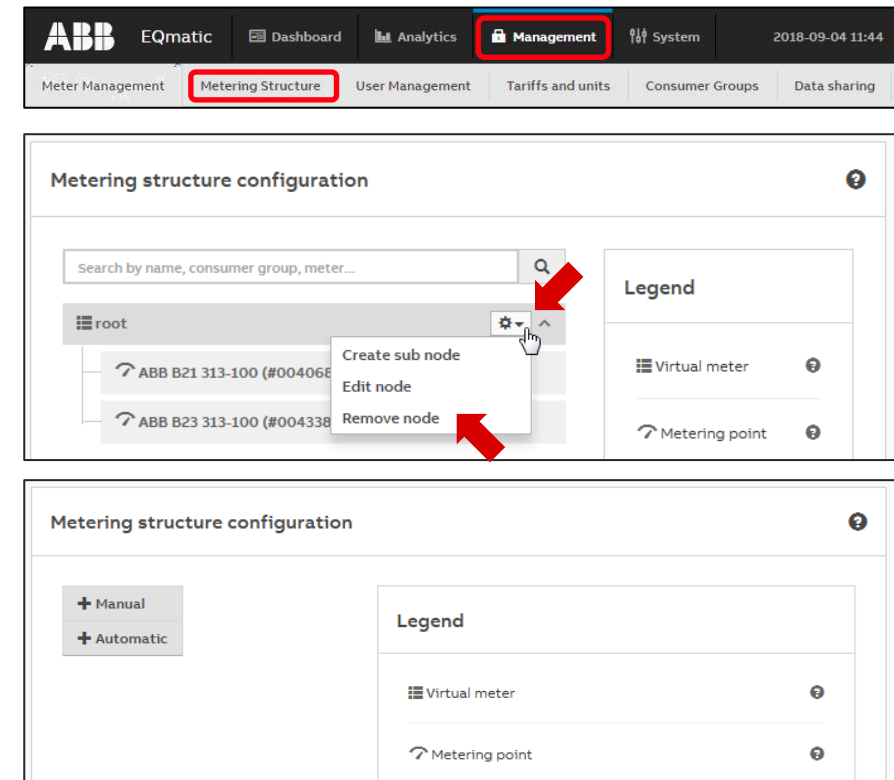 ABB EQmatic Dashboard Analytics Management System 2018-09-04 11:44
Meter Management Metering Structure User Management Tariffs and units Consumer Groups Data sharing
Metering structure configuration
Search by name, consumer group, meter...
Legend
root
Create sub node
Edit node
Remove node
ABB B21 313-100 (#004068
ABB B23 313-100 (#004338
Virtual meter
Metering point
Metering structure configuration
Manual
Automatic
Legend
Virtual meter
Metering point